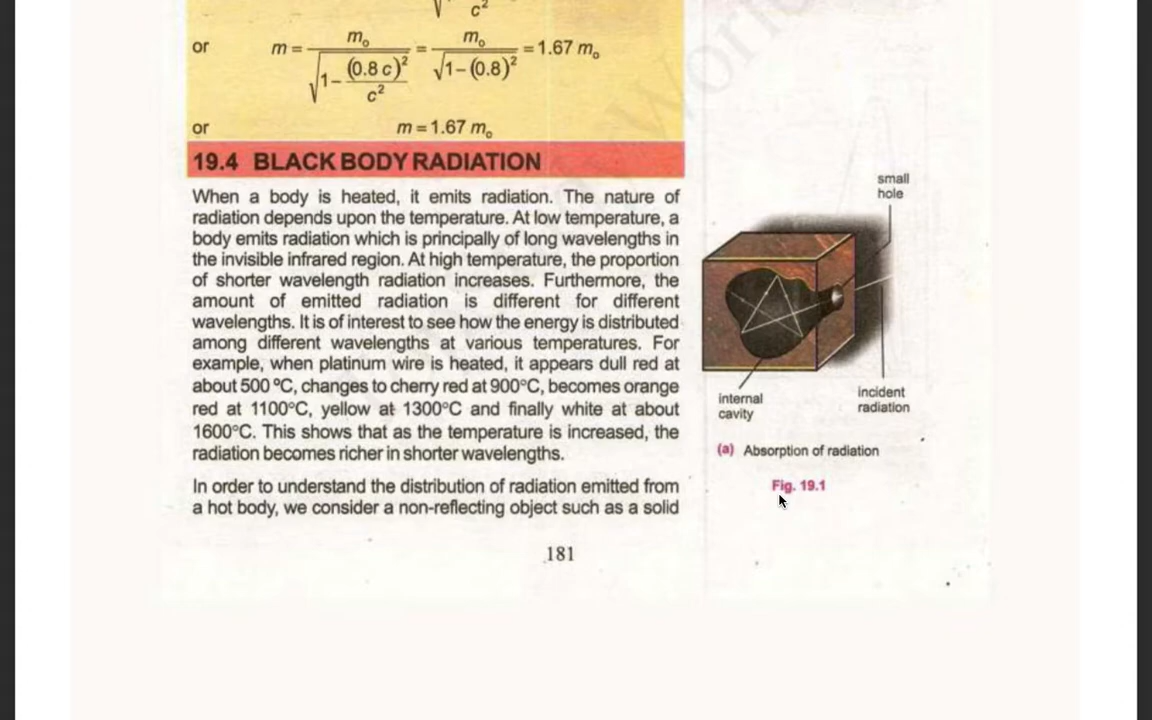 √ c²
or m = m₀ / √1– (0.8 c)² / c² = m₀ / √1– (0.8)² = 1.67 m₀
or m = 1.67 m₀
19.4 BLACK BODY RADIATION
When a body is heated, it emits radiation. The nature of
radiation depends upon the temperature. At low temperature, a
body emits radiation which is principally of long wavelengths in
the invisible infrared region. At high temperature, the proportion
of shorter wavelength radiation increases. Furthermore, the
amount of emitted radiation is different for different
wavelengths. It is of interest to see how the energy is distributed
among different wavelengths at various temperatures. For
example, when platinum wire is heated, it appears dull red at
about 500 °C, changes to cherry red at 900°C, becomes orange
red at 1100°C, yellow at 1300°C and finally white at about
1600°C. This shows that as the temperature is increased, the
radiation becomes richer in shorter wavelengths.
In order to understand the distribution of radiation emitted from
a hot body, we consider a non-reflecting object such as a solid
small
hole
internal
cavity
incident
radiation
(a) Absorption of radiation
Fig. 19.1
181